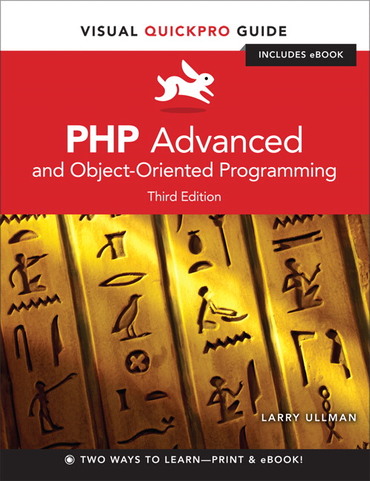 VISUAL QUICKPRO GUIDE
INCLUDES eBOOK
PHP Advanced
and Object-Oriented Programming
Third Edition
LARRY ULLMAN
TWO WAYS TO LEARN—PRINT & eBOOK!